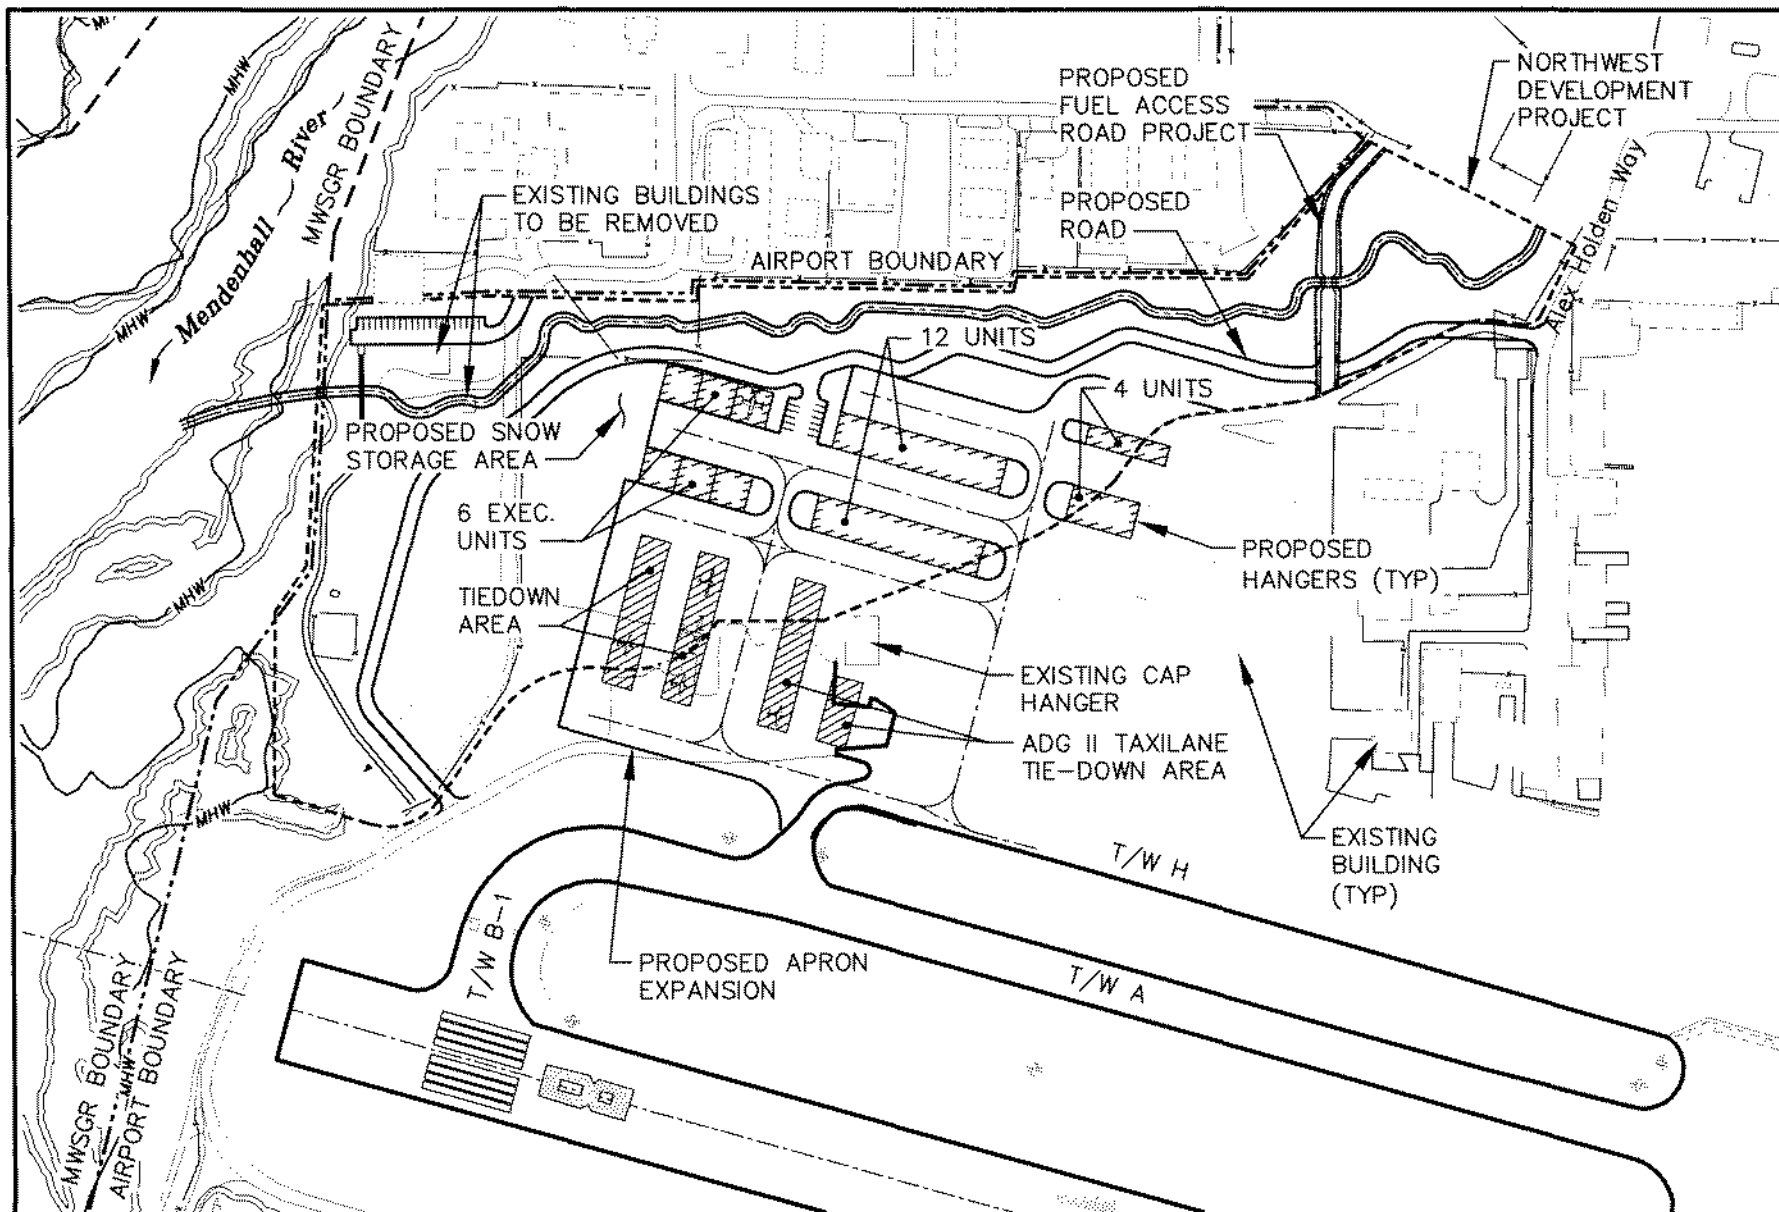 MHW
MHW
MWSGR BOUNDARY
Mendenhall River
MHW
PROPOSED
FUEL ACCESS
ROAD PROJECT
NORTHWEST
DEVELOPMENT
PROJECT
Alex Holden Way
EXISTING BUILDINGS
TO BE REMOVED
PROPOSED
ROAD
AIRPORT BOUNDARY
12 UNITS
4 UNITS
PROPOSED SNOW
STORAGE AREA
6 EXEC.
UNITS
PROPOSED
HANGERS (TYP)
TIEDOWN
AREA
MHW
EXISTING CAP
HANGER
ADG II TAXILANE
TIE-DOWN AREA
MHW
EXISTING
BUILDING
(TYP)
T/W H
T/W B-1
PROPOSED APRON
EXPANSION
T/W A
MWSGR BOUNDARY
MHW
AIRPORT BOUNDARY